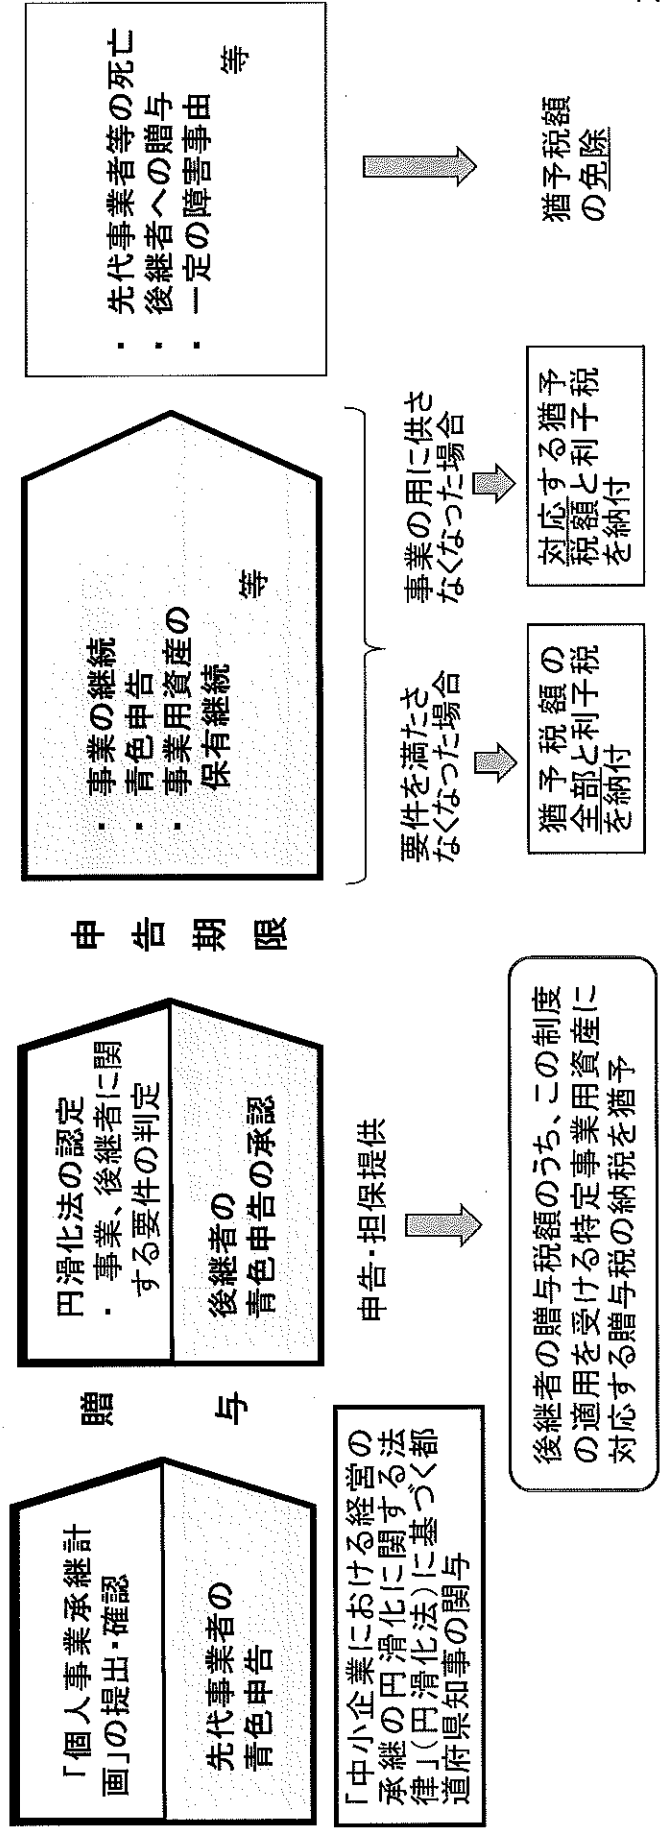 「個人事業承継計
画」の提出・確認
先代事業者の
青色申告
「中小企業における経営の
承継の円滑化に関する法
律」（円滑化法）に基づく都
道府県知事の関与
贈与
円滑化法の認定
・ 事業、後継者に関
する要件の判定
後継者の
青色申告の承認
申告・担保提供
後継者の贈与税額のうち、この制度
の適用を受ける特定事業用資産に
対応する贈与税の納税を猶予
申告期限
・ 事業の継続
・ 青色申告
・ 事業用資産の
保有継続
等
要件を満たさ
なくなった場合
猶予税額の
全部と利子税
を納付
事業の用に供さ
なくなった場合
対応する猶予
税額と利子税
を納付
・ 先代事業者等の死亡
・ 後継者への贈与
・ 一定の障害事由
等
猶予税額
の免除